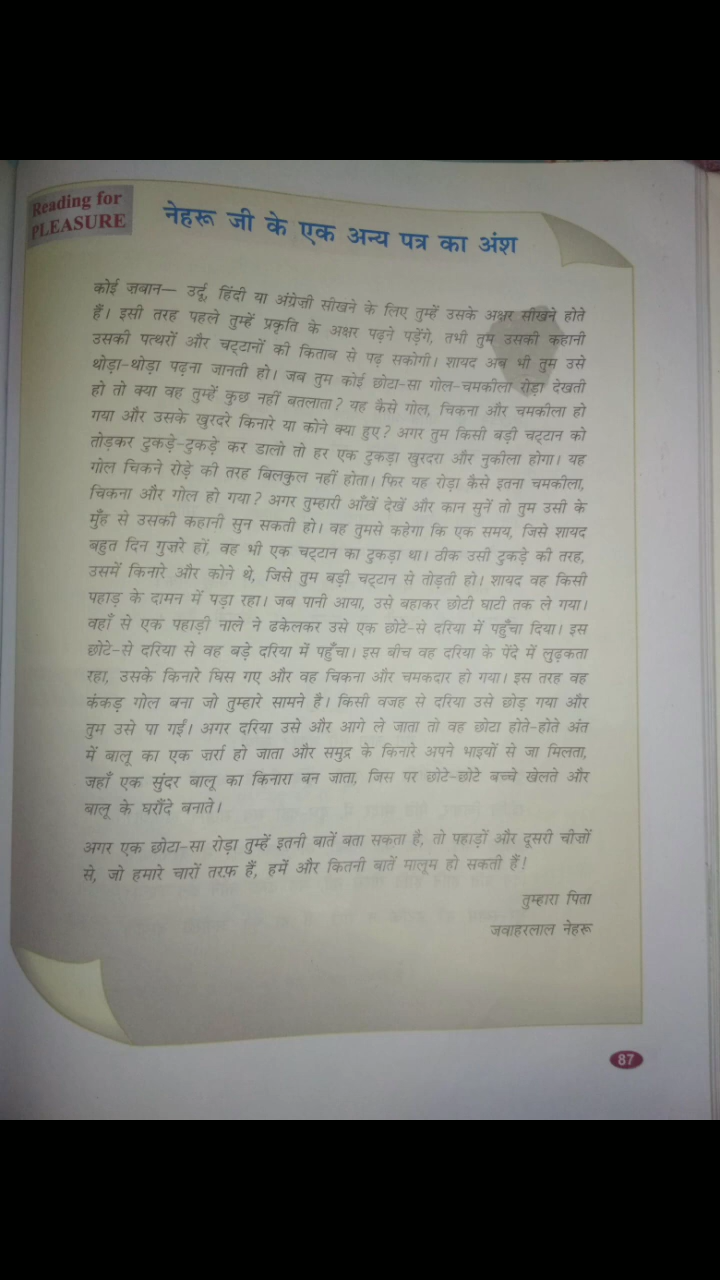 Reading for
PLEASURE
नेहरू जी के एक अन्य पत्र का अंश
कोई ज़बान— उर्दू, हिंदी या अंग्रेज़ी सीखने के लिए तुम्हें उसके अक्षर सीखने होते
हैं। इसी तरह पहले तुम्हें प्रकृति के अक्षर पढ़ने पड़ेंगे, तभी तुम उसकी कहानी
उसकी पत्थरों और चट्टानों की किताब से पढ़ सकोगी। शायद अब भी तुम उसे
थोड़ा-थोड़ा पढ़ना जानती हो। जब तुम कोई छोटा-सा गोल-चमकीला रोड़ा देखती
हो तो क्या वह तुम्हें कुछ नहीं बतलाता? यह कैसे गोल, चिकना और चमकीला हो
गया और उसके खुरदरे किनारे या कोने क्या हुए? अगर तुम किसी बड़ी चट्टान को
तोड़कर टुकड़े-टुकड़े कर डालो तो हर एक टुकड़ा खुरदरा और नुकीला होगा। यह
गोल चिकने रोड़े की तरह बिलकुल नहीं होता। फिर यह रोड़ा कैसे इतना चमकीला,
चिकना और गोल हो गया? अगर तुम्हारी आँखें देखें और कान सुनें तो तुम उसी के
मुँह से उसकी कहानी सुन सकती हो। वह तुमसे कहेगा कि एक समय, जिसे शायद
बहुत दिन गुज़रे हों, वह भी एक चट्टान का टुकड़ा था। ठीक उसी टुकड़े की तरह,
उसमें किनारे और कोने थे, जिसे तुम बड़ी चट्टान से तोड़ती हो। शायद वह किसी
पहाड़ के दामन में पड़ा रहा। जब पानी आया, उसे बहाकर छोटी घाटी तक ले गया।
वहाँ से एक पहाड़ी नाले ने ढकेलकर उसे एक छोटे-से दरिया में पहुँचा दिया। इस
छोटे-से दरिया से वह बड़े दरिया में पहुँचा। इस बीच वह दरिया के पेंदे में लुढ़कता
रहा, उसके किनारे घिस गए और वह चिकना और चमकदार हो गया। इस तरह वह
कंकड़ गोल बना जो तुम्हारे सामने है। किसी वजह से दरिया उसे छोड़ गया और
तुम उसे पा गईं। अगर दरिया उसे और आगे ले जाता तो वह छोटा होते-होते अंत
में बालू का एक ज़र्रा हो जाता और समुद्र के किनारे अपने भाइयों से जा मिलता,
जहाँ एक सुंदर बालू का किनारा बन जाता, जिस पर छोटे-छोटे बच्चे खेलते और
बालू के घरौंदे बनाते।
अगर एक छोटा-सा रोड़ा तुम्हें इतनी बातें बता सकता है, तो पहाड़ों और दूसरी चीज़ों
से, जो हमारे चारों तरफ़ हैं, हमें और कितनी बातें मालूम हो सकती हैं!
तुम्हारा पिता
जवाहरलाल नेहरू
87